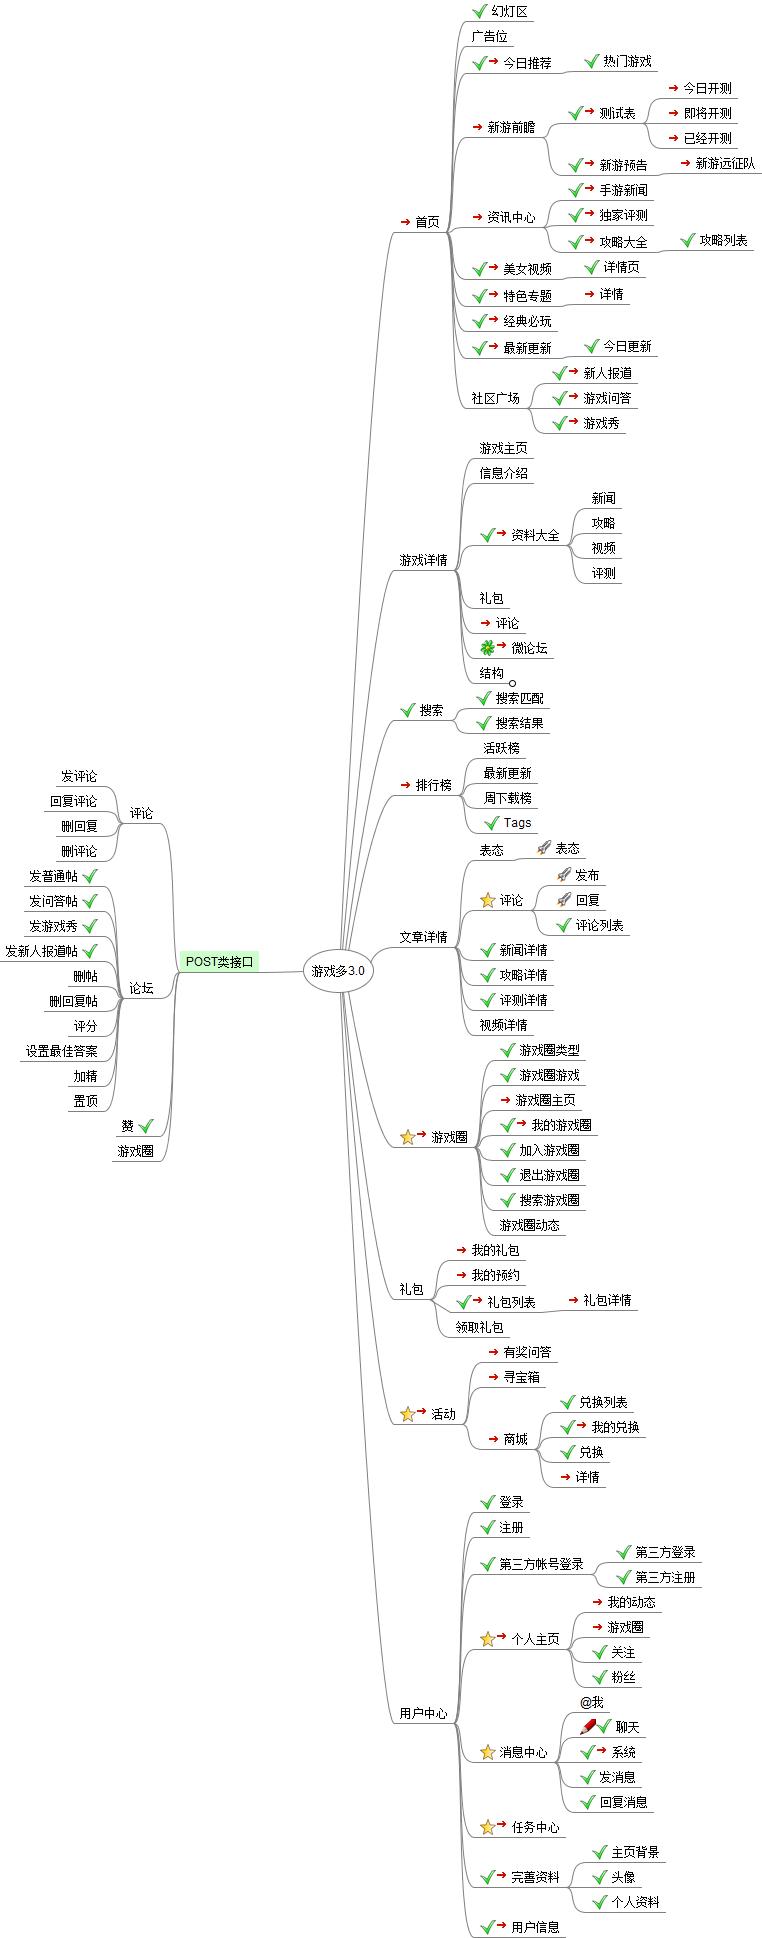 游戏多3.0
首页
幻灯区
广告位
今日推荐
热门游戏
新游前瞻
测试表
今日开测
即将开测
已经开测
新游预告
新游远征队
资讯中心
手游新闻
独家评测
攻略大全
攻略列表
美女视频
详情页
特色专题
详情
经典必玩
最新更新
今日更新
社区广场
新人报道
游戏问答
游戏秀
游戏详情
游戏主页
信息介绍
资料大全
新闻
攻略
视频
评测
礼包
评论
微论坛
结构
搜索
搜索匹配
搜索结果
排行榜
活跃榜
最新更新
周下载榜
Tags
文章详情
表态
表态
评论
发布
回复
评论列表
新闻详情
攻略详情
评测详情
视频详情
游戏圈
游戏圈类型
游戏圈游戏
游戏圈主页
我的游戏圈
加入游戏圈
退出游戏圈
搜索游戏圈
游戏圈动态
礼包
我的礼包
我的预约
礼包列表
礼包详情
领取礼包
活动
有奖问答
寻宝箱
商城
兑换列表
我的兑换
兑换
详情
用户中心
登录
注册
第三方帐号登录
第三方登录
第三方注册
个人主页
我的动态
游戏圈
关注
粉丝
消息中心
@我
聊天
系统
发消息
回复消息
任务中心
完善资料
主页背景
头像
个人资料
用户信息
POST类接口
评论
发评论
回复评论
删回复
删评论
论坛
发普通帖
发问答帖
发游戏秀
发新人报道帖
删帖
删回复帖
评分
设置最佳答案
加精
置顶
赞
游戏圈